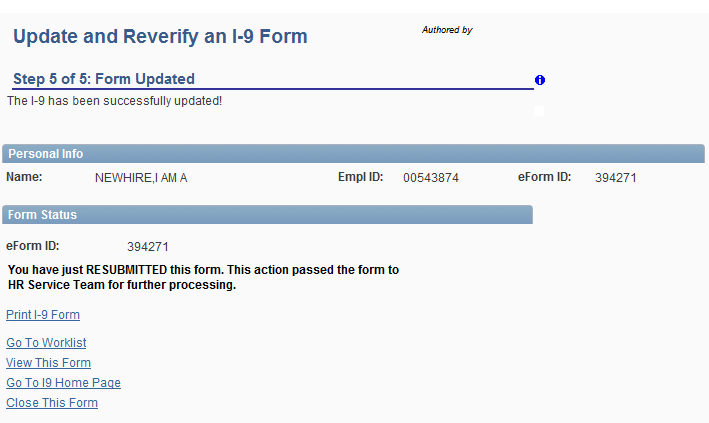 Update and Reverify an I-9 Form
Authored by
Step 5 of 5: Form Updated
The I-9 has been successfully updated!
Personal Info
Name: NEWHIRE,I AM A Empl ID: 00543874 eForm ID: 394271
Form Status
eForm ID: 394271
You have just RESUBMITTED this form. This action passed the form to
HR Service Team for further processing.
Print I-9 Form
Go To Worklist
View This Form
Go To I9 Home Page
Close This Form